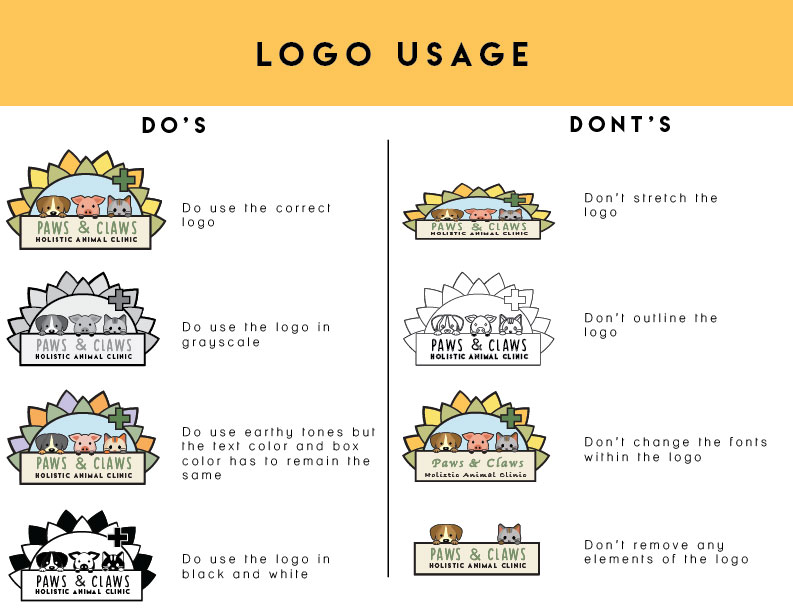 LOGO USAGE
DO'S
PAWS & CLAWS
HOLISTIC ANIMAL CLINIC
Do use the correct
logo
PAWS & CLAWS
HOLISTIC ANIMAL CLINIC
Do use the logo in
grayscale
PAWS & CLAWS
HOLISTIC ANIMAL CLINIC
Do use earthy tones but
the text color and box
color has to remain the
same
PAWS & CLAWS
HOLISTIC ANIMAL CLINIC
Do use the logo in
black and white
DONT'S
PAWS & CLAWS
HOLISTIC ANIMAL CLINIC
Don't stretch the
logo
PAWS & CLAWS
HOLISTIC ANIMAL CLINIC
Don't outline the
logo
Paws & Claws
Holistic Animal Clinic
Don't change the fonts
within the logo
PAWS & CLAWS
HOLISTIC ANIMAL CLINIC
Don't remove any
elements of the logo